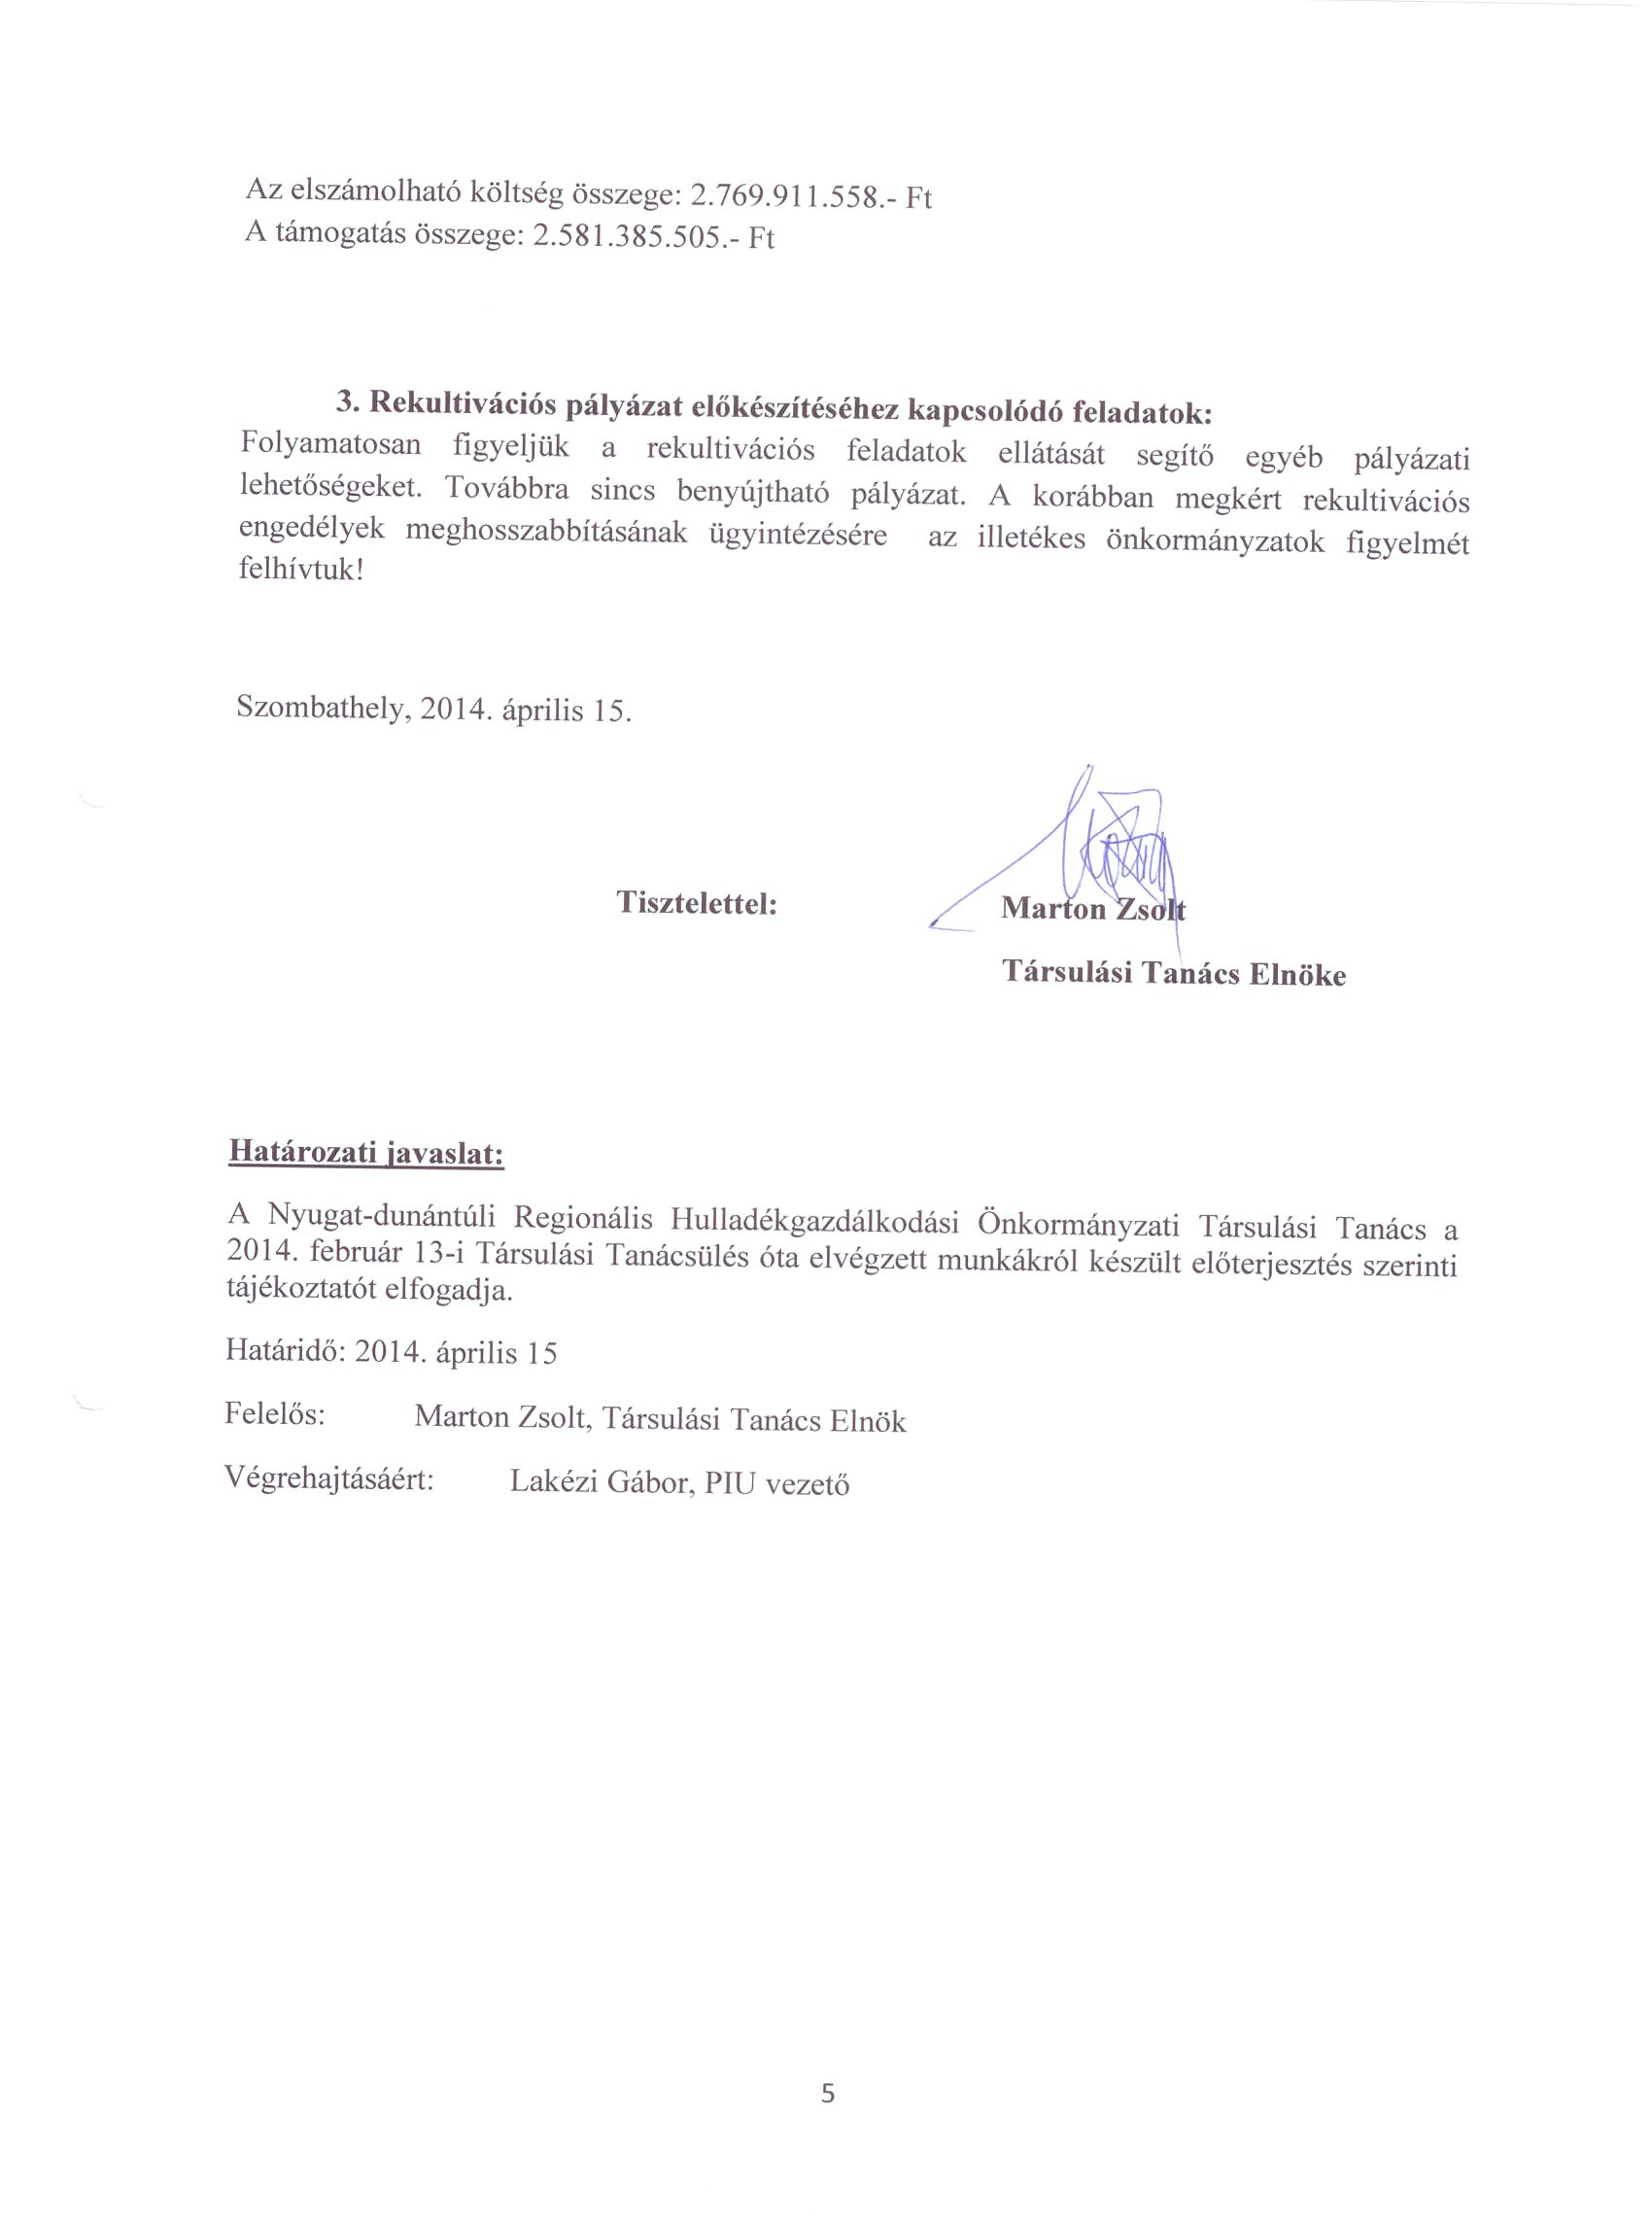 Az elszámolható költség összege: 2.769.911.558.- Ft
A támogatás összege: 2.581.385.505.- Ft
3. Rekultivációs pályázat előkészítéséhez kapcsolódó feladatok:
Folyamatosan figyeljük a rekultivációs feladatok ellátását segítő egyéb pályázati
lehetőségeket. Továbbra sincs benyújtható pályázat. A korábban megkért rekultivációs
engedélyek meghosszabbításának ügyintézésére az illetékes önkormányzatok figyelmét
felhívtuk!
Szombathely, 2014. április 15.
Tisztelettel: Marton Zsolt
Társulási Tanács Elnöke
Határozati javaslat:
A Nyugat-dunántúli Regionális Hulladékgazdálkodási Önkormányzati Társulási Tanács a
2014. február 13-i Társulási Tanácsülés óta elvégzett munkákról készült előterjesztés szerinti
tájékoztatót elfogadja.
Határidő: 2014. április 15
Felelős: Marton Zsolt, Társulási Tanács Elnök
Végrehajtásáért: Lakézi Gábor, PIU vezető
5